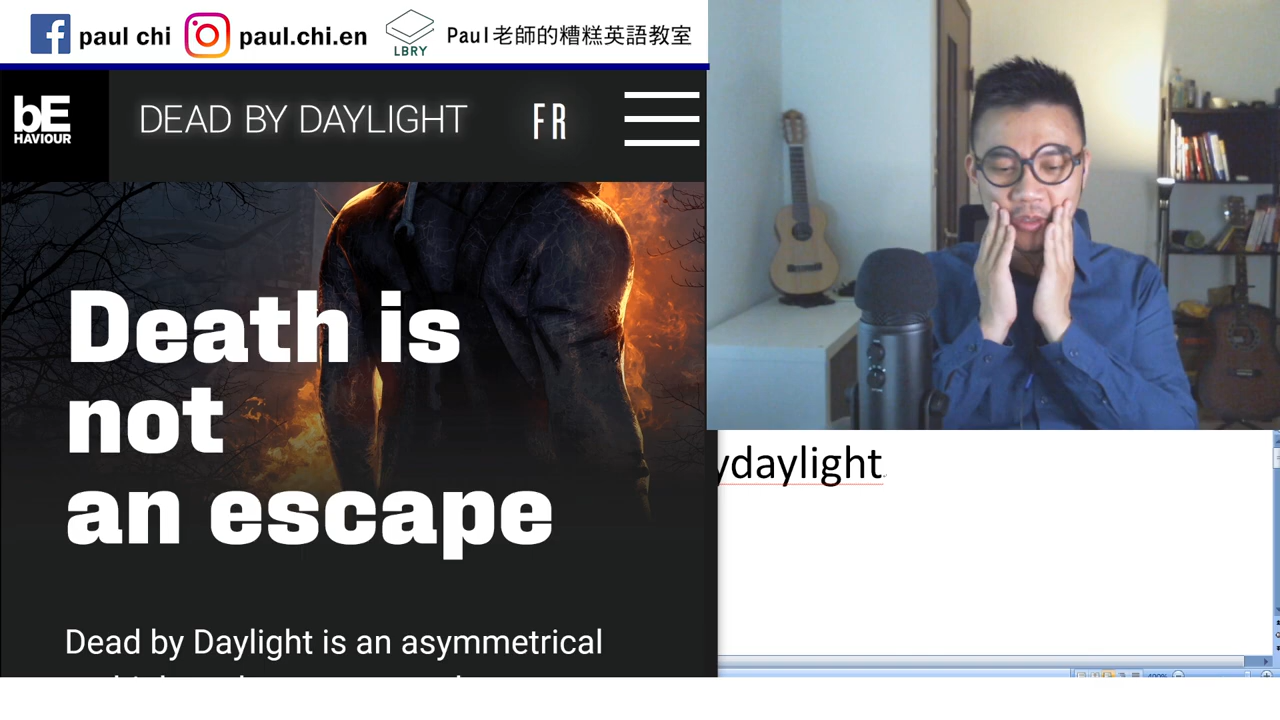 paul chi
paul.chi.en
LBRY
Paul老師的糟糕英語教室
bE
HAVIOUR
DEAD BY DAYLIGHT
FR
Death is
not
an escape
Dead by Daylight is an asymmetrical
ydaylight
400%